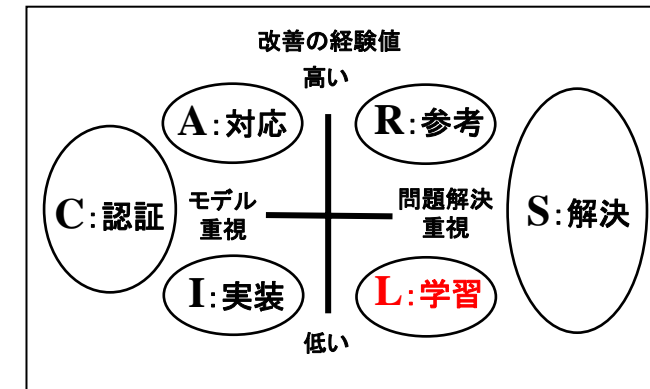 改善の経験値
高い
A:対応
R:参考
C:認証
モデル
重視
問題解決
重視
S:解決
I:実装
L:学習
低い